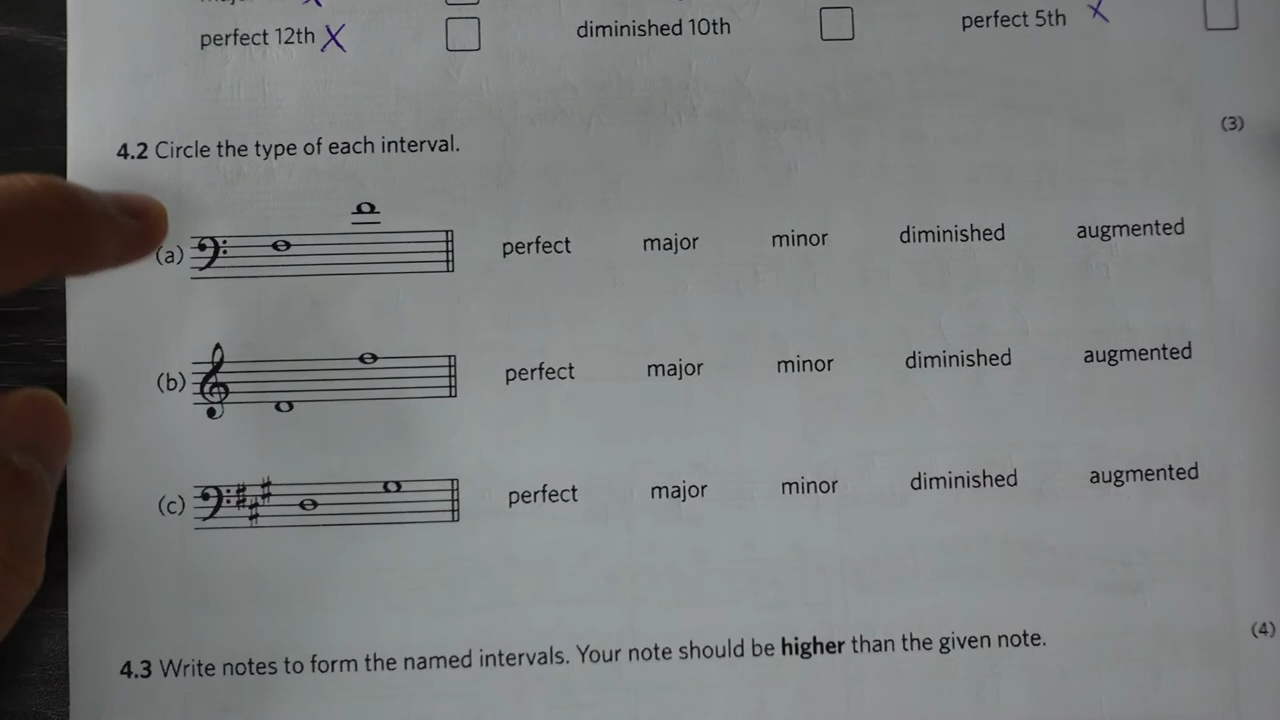 perfect 12th X diminished 10th perfect 5th X
(3)
4.2 Circle the type of each interval.
(a) perfect major minor diminished augmented
(b) perfect major minor diminished augmented
(c) perfect major minor diminished augmented
(4)
4.3 Write notes to form the named intervals. Your note should be higher than the given note.